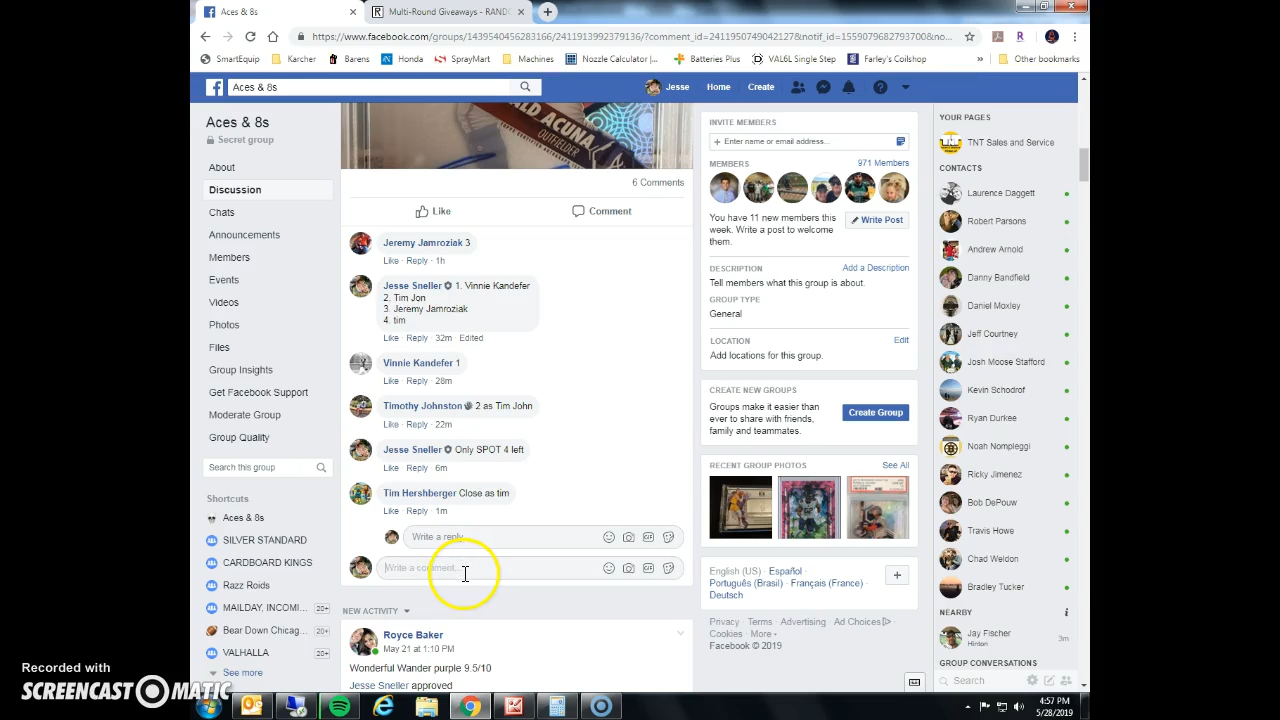 Aces & 8s
Multi-Round Giveaways - RANDO
https://www.facebook.com/groups/1439540456283166/2411913992379136/?comment_id=2411950749042127&notif_id=1559079682793700&no...
SmartEquip
Karcher
Barens
Honda
SprayMart
Machines
Nozzle Calculator |...
Batteries Plus
VAL6L Single Step
Farley's Coilshop
»
Other bookmarks
Aces & 8s
Jesse
Home
Create
Aces & 8s
Secret group
About
Discussion
Chats
Announcements
Members
Events
Videos
Photos
Files
Group Insights
Get Facebook Support
Moderate Group
Group Quality
Search this group
Shortcuts
Aces & 8s
SILVER STANDARD
CARDBOARD KINGS
Razz Roids
MAILDAY, INCOMI... 20+
Bear Down Chicag... 20+
VALHALLA 20+
See more
ALD ACUNA
OUTFIELDER
6 Comments
Like
Comment
Jeremy Jamroziak 3
Like · Reply · 1h
Jesse Sneller 1. Vinnie Kandefer
2. Tim Jon
3. Jeremy Jamroziak
4. tim
Like · Reply · 32m · Edited
Vinnie Kandefer 1
Like · Reply · 28m
Timothy Johnston 2 as Tim John
Like · Reply · 22m
Jesse Sneller Only SPOT 4 left
Like · Reply · 6m
Tim Hershberger Close as tim
Like · Reply · 1m
Write a reply...
Write a comment...
NEW ACTIVITY
Royce Baker
May 21 at 1:10 PM
Wonderful Wander purple 9.5/10
Jesse Sneller approved
INVITE MEMBERS
+ Enter name or email address...
MEMBERS
971 Members
You have 11 new members this
week. Write a post to welcome
them.
Write Post
DESCRIPTION
Add a Description
Tell members what this group is about.
GROUP TYPE
General
LOCATION
Edit
Add locations for this group.
CREATE NEW GROUPS
Groups make it easier than
ever to share with friends,
family and teammates.
Create Group
RECENT GROUP PHOTOS
See All
English (US) · Español ·
Português (Brasil) · Français (France) ·
Deutsch
Privacy · Terms · Advertising · Ad Choices ·
Cookies · More
Facebook © 2019
YOUR PAGES
TNT Sales and Service
CONTACTS
Laurence Daggett
Robert Parsons
Andrew Arnold
Danny Bandfield
Daniel Moxley
Jeff Courtney
Josh Moose Stafford
Kevin Schodrof
Ryan Durkee
Noah Nompleggi
Ricky Jimenez
Bob DePouw
Travis Howe
Chad Weldon
Bradley Tucker
NEARBY
Jay Fischer
Hinton
3m
GROUP CONVERSATIONS
Search
4:57 PM
5/28/2019
Recorded with
SCREENCAST MATIC